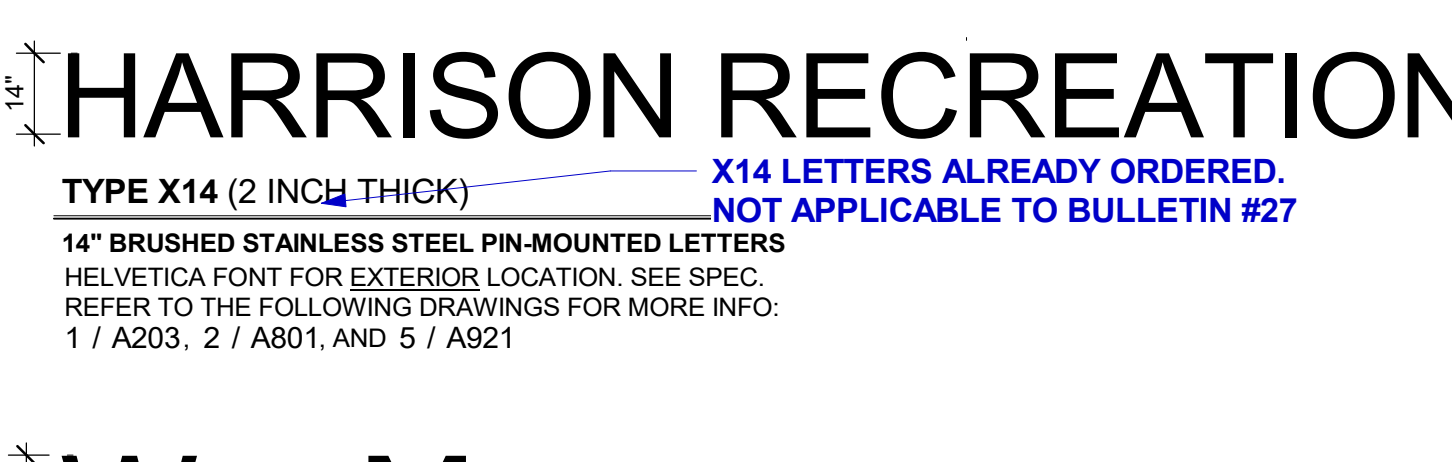 14"
HARRISON RECREATION
X14 LETTERS ALREADY ORDERED.
TYPE X14 (2 INCH THICK)
NOT APPLICABLE TO BULLETIN #27
14" BRUSHED STAINLESS STEEL PIN-MOUNTED LETTERS
HELVETICA FONT FOR EXTERIOR LOCATION. SEE SPEC.
REFER TO THE FOLLOWING DRAWINGS FOR MORE INFO:
1 / A203, 2 / A801, AND 5 / A921